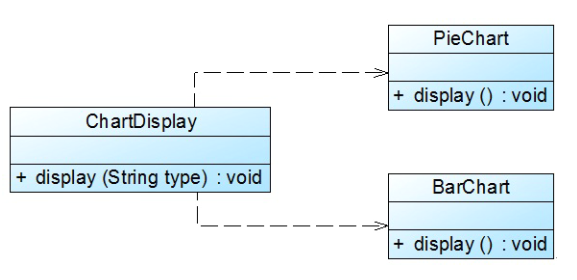 PieChart
+ display () : void
ChartDisplay
+ display (String type) : void
BarChart
+ display () : void